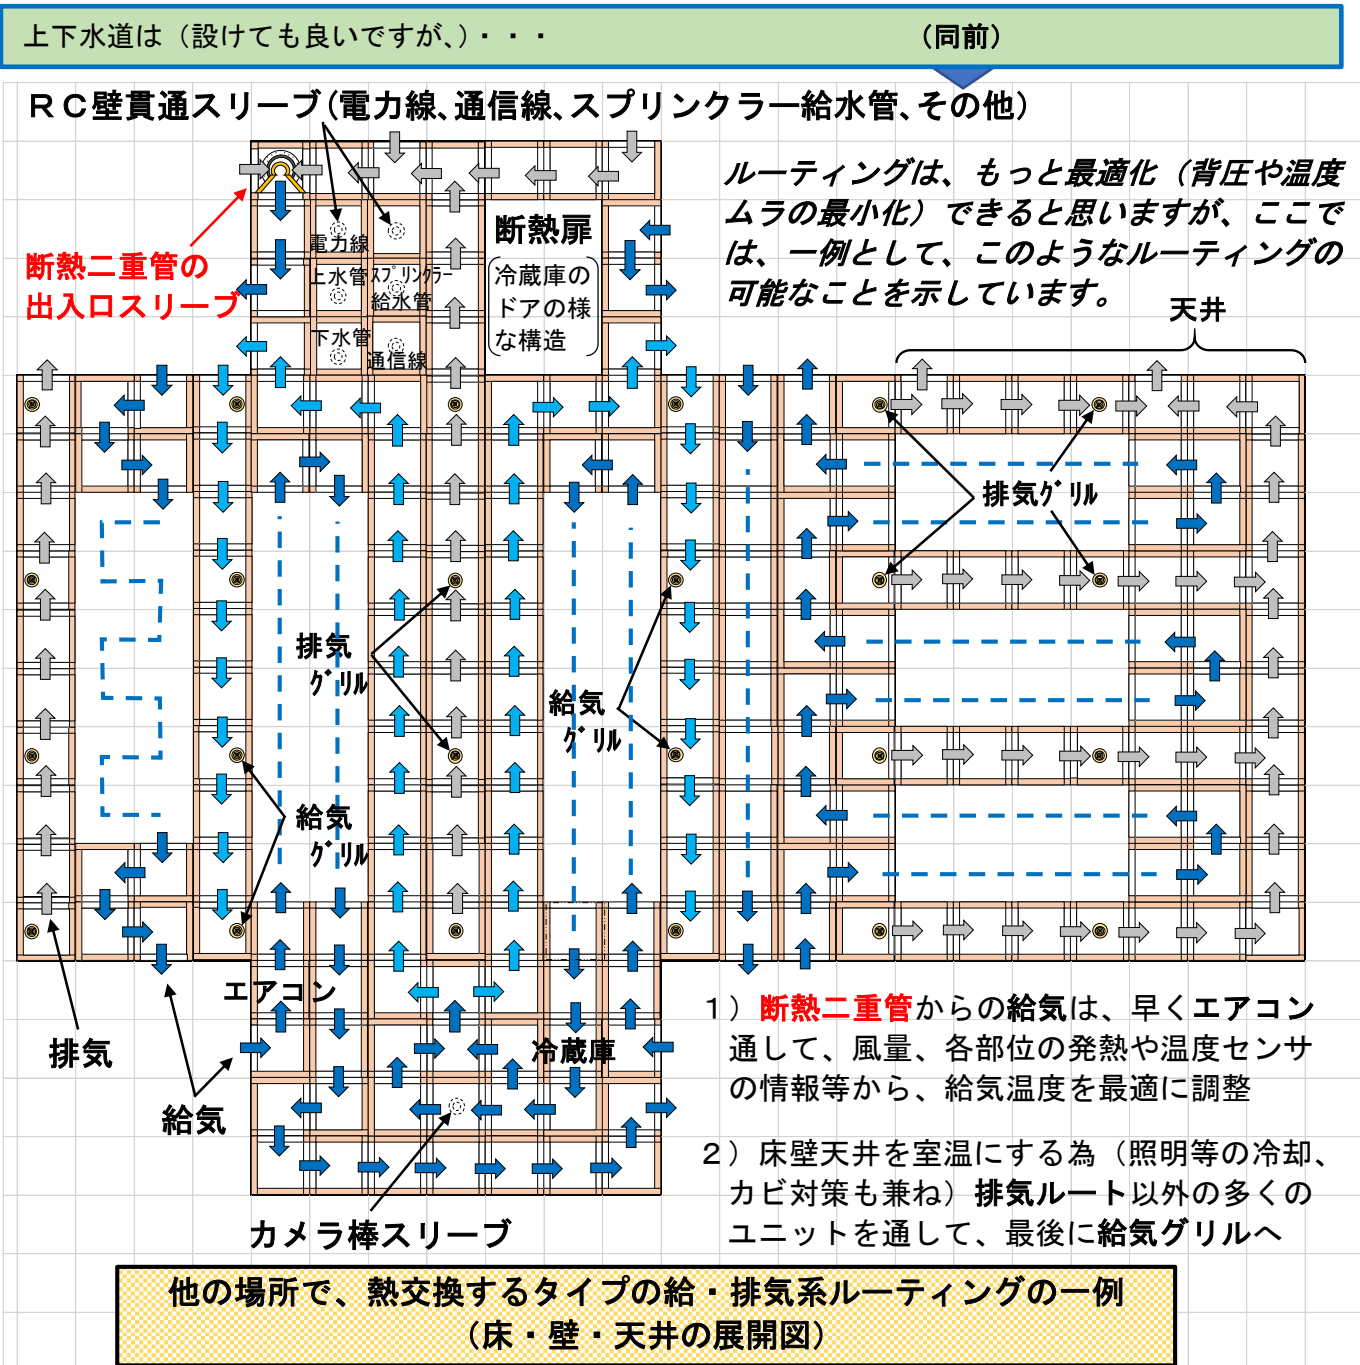 上下水道は（設けても良いですが、）・・・　（同前）
ＲＣ壁貫通スリーブ(電力線、通信線、スプリンクラー給水管、その他)
ルーティングは、もっと最適化（背圧や温度
ムラの最小化）できると思いますが、ここで
は、一例として、このようなルーティングの
可能なことを示しています。
断熱二重管の
出入口スリーブ
電力線
上水管
スプリンクラー
給水管
下水管
通信線
断熱扉
冷蔵庫の
ドアの様
な構造
天井
排気グリル
排気
グリル
給気
グリル
給気
グリル
エアコン
冷蔵庫
排気
給気
カメラ棒スリーブ
１）断熱二重管からの給気は、早くエアコン
通して、風量、各部位の発熱や温度センサ
の情報等から、給気温度を最適に調整
２）床壁天井を室温にする為（照明等の冷却、
カビ対策も兼ね）排気ルート以外の多くの
ユニットを通して、最後に給気グリルへ
他の場所で、熱交換するタイプの給・排気系ルーティングの一例
（床・壁・天井の展開図）